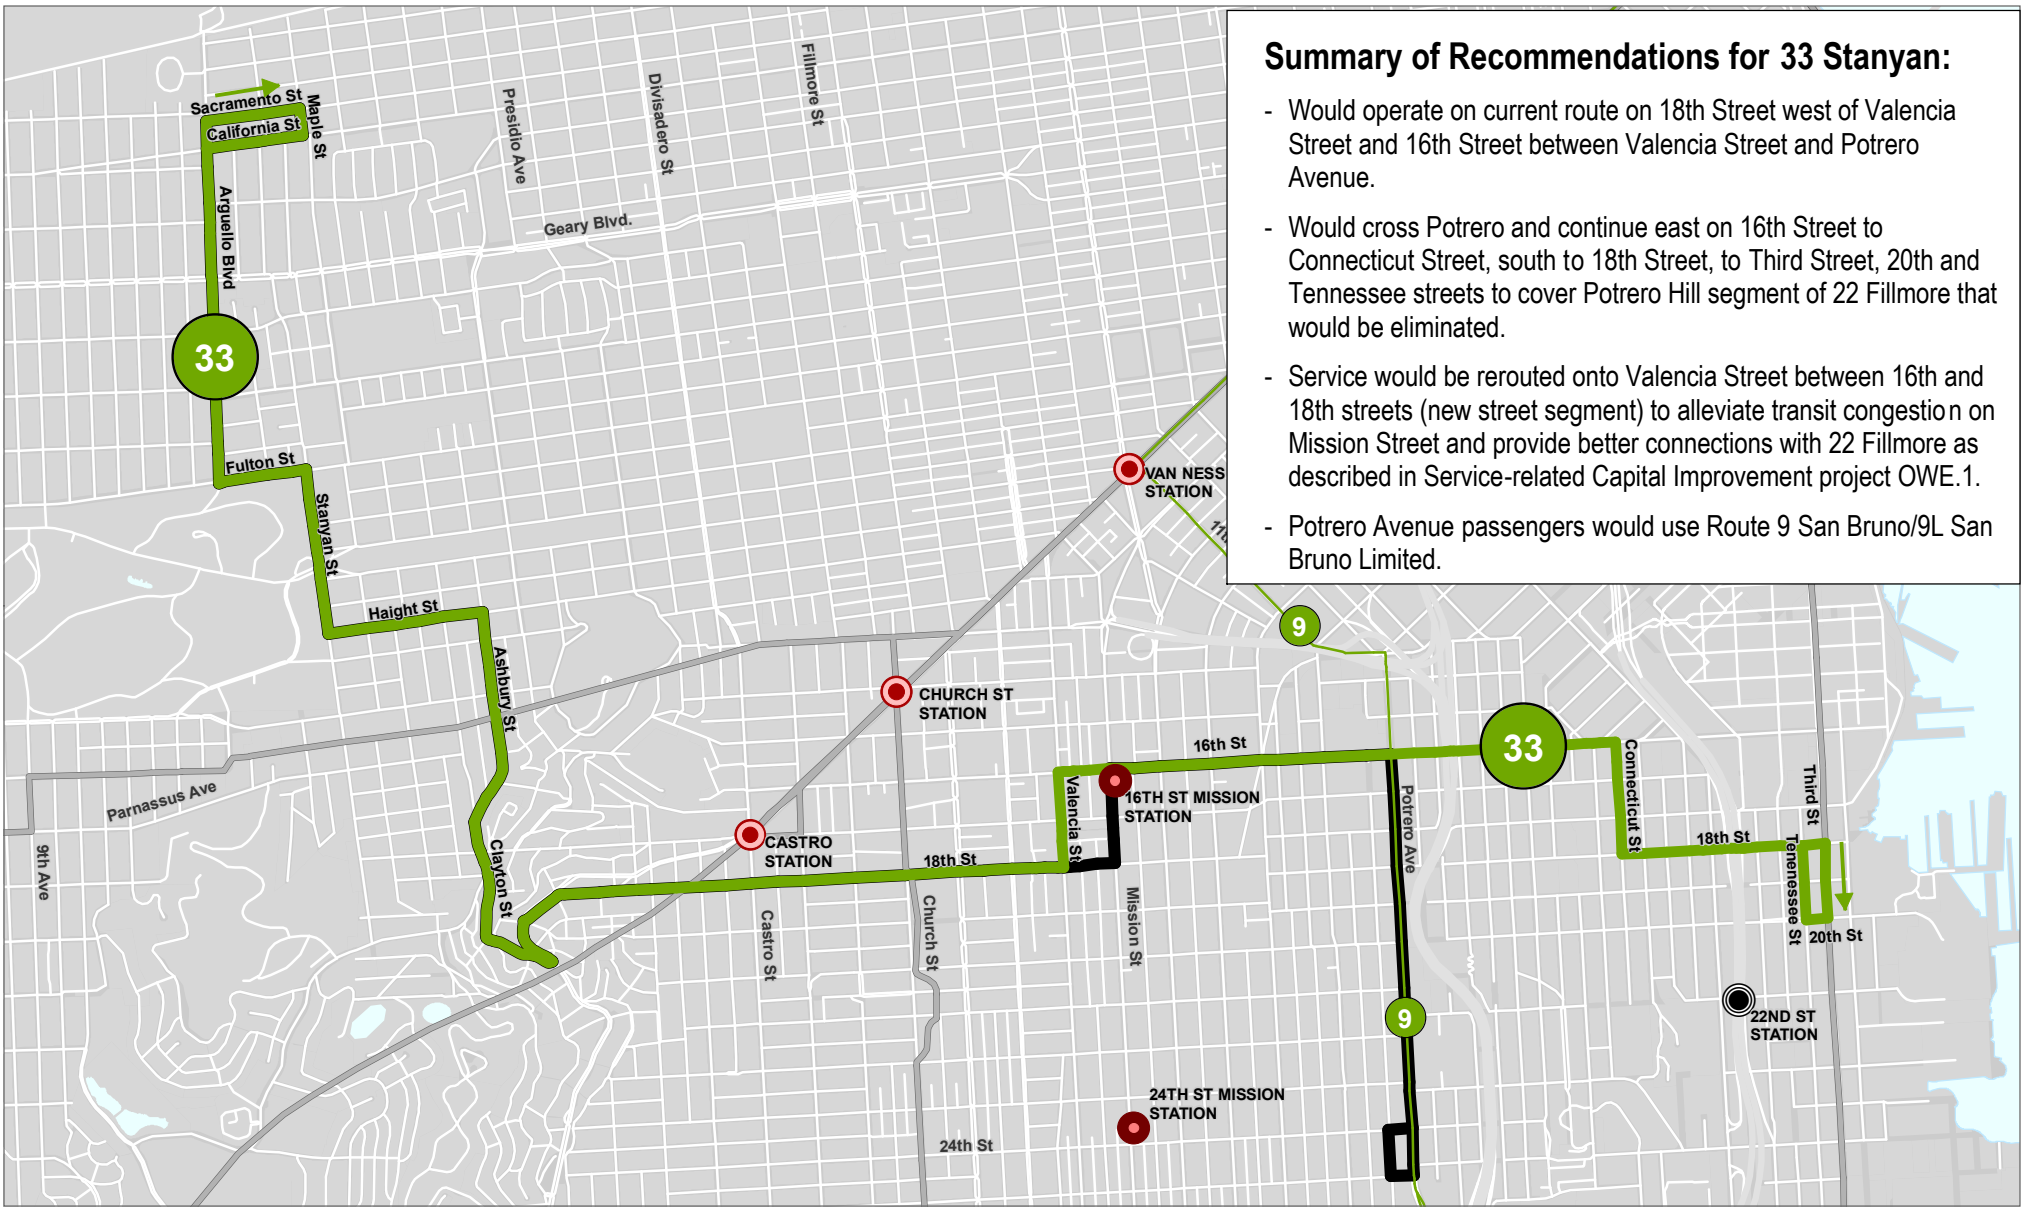 Summary of Recommendations for 33 Stanyan:
- Would operate on current route on 18th Street west of Valencia
Street and 16th Street between Valencia Street and Potrero
Avenue.
- Would cross Potrero and continue east on 16th Street to
Connecticut Street, south to 18th Street, to Third Street, 20th and
Tennessee streets to cover Potrero Hill segment of 22 Fillmore that
would be eliminated.
- Service would be rerouted onto Valencia Street between 16th and
18th streets (new street segment) to alleviate transit congestion on
Mission Street and provide better connections with 22 Fillmore as
described in Service-related Capital Improvement project OWE.1.
- Potrero Avenue passengers would use Route 9 San Bruno/9L San
Bruno Limited.
Sacramento St
California St
Maple St
Arguello Blvd
Presidio Ave
Divisadero St
Fillmore St
Geary Blvd.
33
Fulton St
Stanyan St
Haight St
Ashbury St
Clayton St
Parnassus Ave
9th Ave
VAN NESS
STATION
9
CHURCH ST
STATION
CASTRO
STATION
16th St
33
16TH ST MISSION
STATION
Valencia St
18th St
Castro St
Church St
Mission St
Potrero Ave
Connecticut St
18th St
Third St
Tenenessee St
20th St
9
22ND ST
STATION
24TH ST MISSION
STATION
24th St